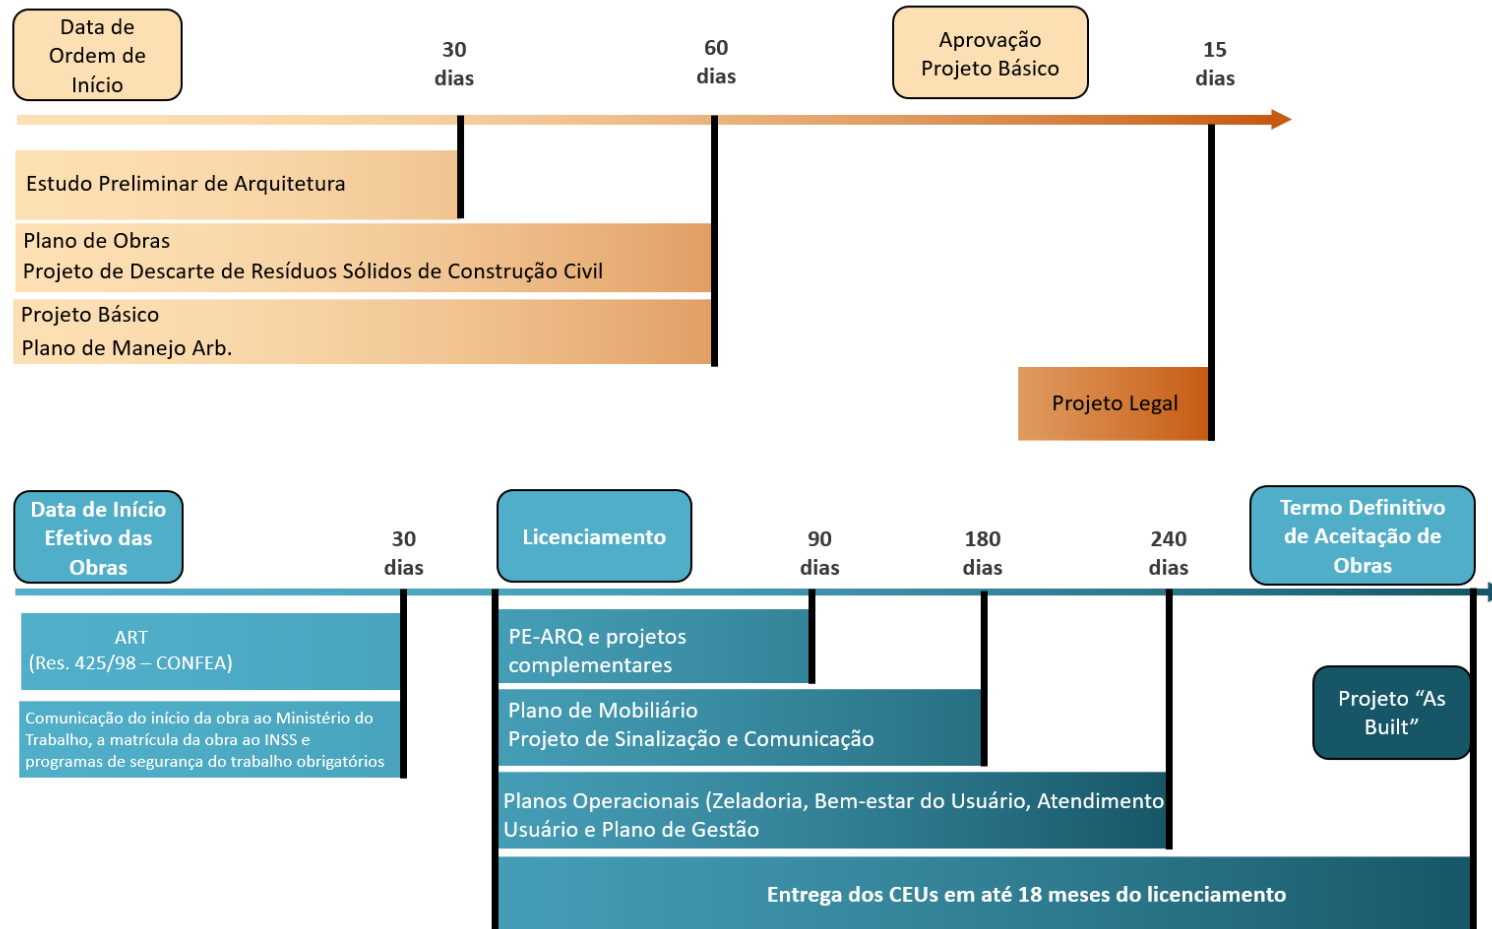 Data de
Ordem de
Início
30
dias
60
dias
Aprovação
Projeto Básico
15
dias
Estudo Preliminar de Arquitetura
Plano de Obras
Projeto de Descarte de Resíduos Sólidos de Construção Civil
Projeto Básico
Plano de Manejo Arb.
Projeto Legal
Data de Início
Efetivo das
Obras
30
dias
Licenciamento
90
dias
180
dias
240
dias
Termo Definitivo
de Aceitação de
Obras
ART
(Res. 425/98 – CONFEA)
Comunicação do início da obra ao Ministério do
Trabalho, a matrícula da obra ao INSS e
programas de segurança do trabalho obrigatórios
PE-ARQ e projetos
complementares
Plano de Mobiliário
Projeto de Sinalização e Comunicação
Planos Operacionais (Zeladoria, Bem-estar do Usuário, Atendimento
Usuário e Plano de Gestão
Projeto “As
Built”
Entrega dos CEUs em até 18 meses do licenciamento